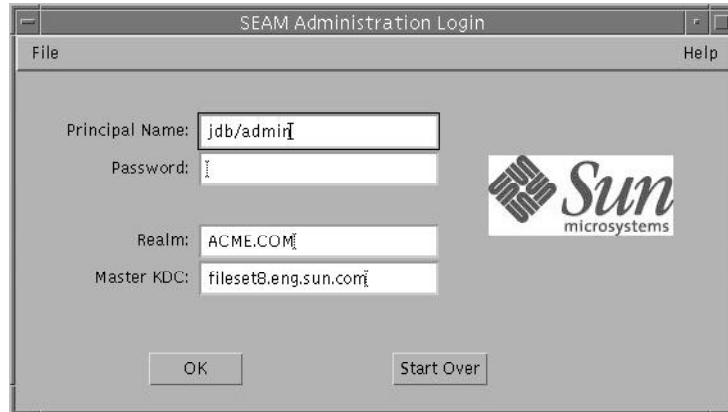 SEAM Administration Login
File Help
Principal Name: jdb/admin
Password:
Realm: ACME.COM
Master KDC: fileset8.eng.sun.com
Sun
microsystems
OK Start Over